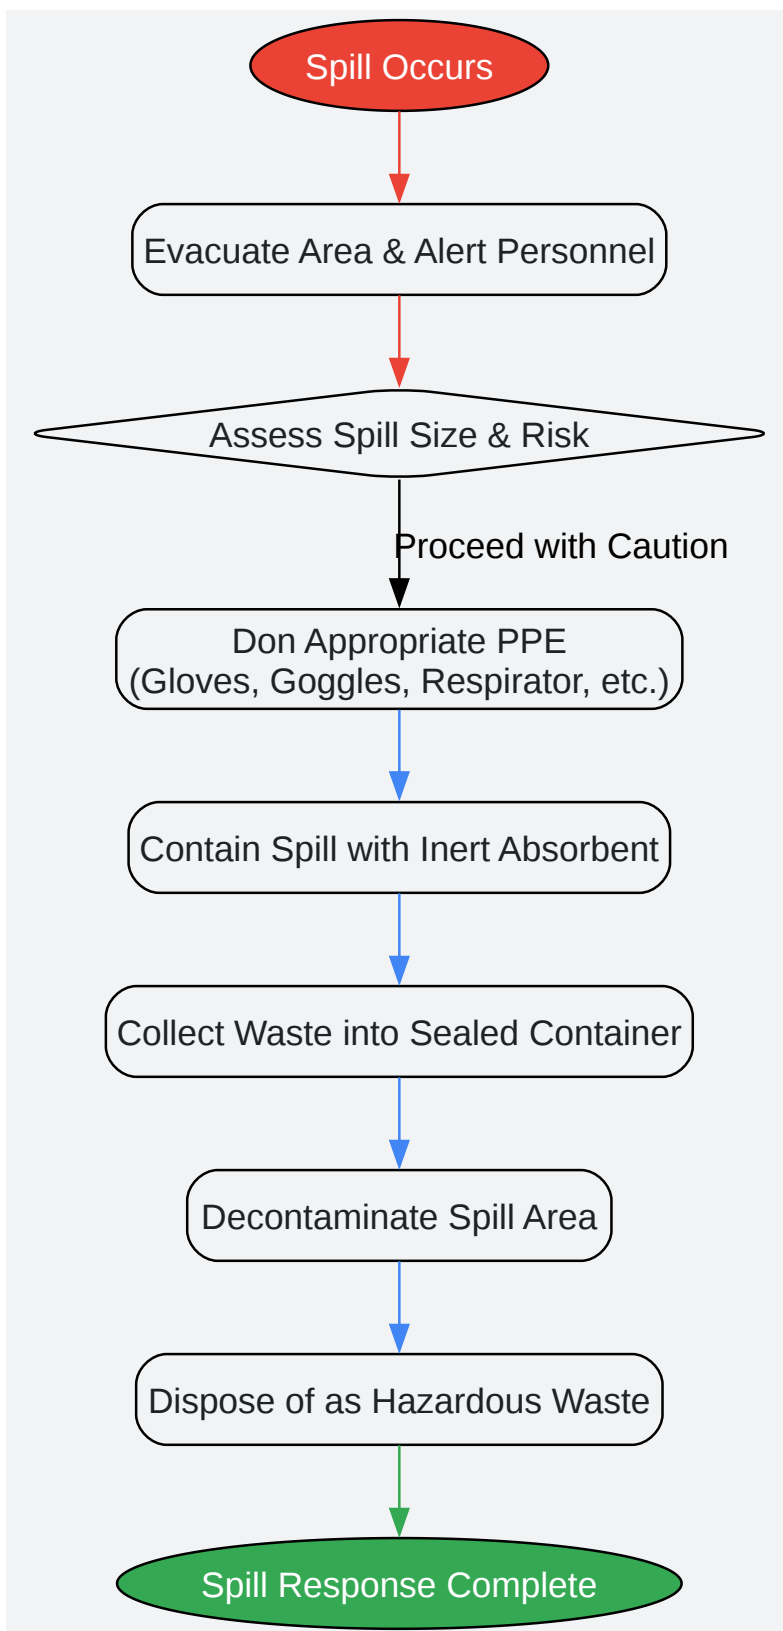 Spill Occurs
Evacuate Area & Alert Personnel
Assess Spill Size & Risk
Proceed with Caution
Don Appropriate PPE
(Gloves, Goggles, Respirator, etc.)
Contain Spill with Inert Absorbent
Collect Waste into Sealed Container
Decontaminate Spill Area
Dispose of as Hazardous Waste
Spill Response Complete